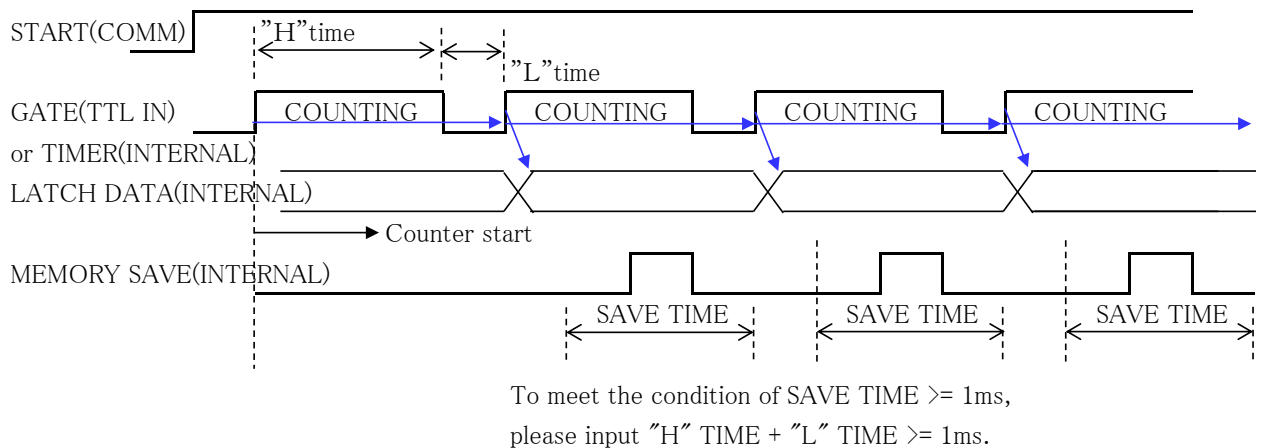 START(COMM)
"H"time
"L"time
GATE(TTL IN)
COUNTING COUNTING COUNTING COUNTING
or TIMER(INTERNAL)
LATCH DATA(INTERNAL)
Counter start
MEMORY SAVE(INTERNAL)
SAVE TIME SAVE TIME SAVE TIME
To meet the condition of SAVE TIME >= 1ms,
please input "H" TIME + "L" TIME >= 1ms.